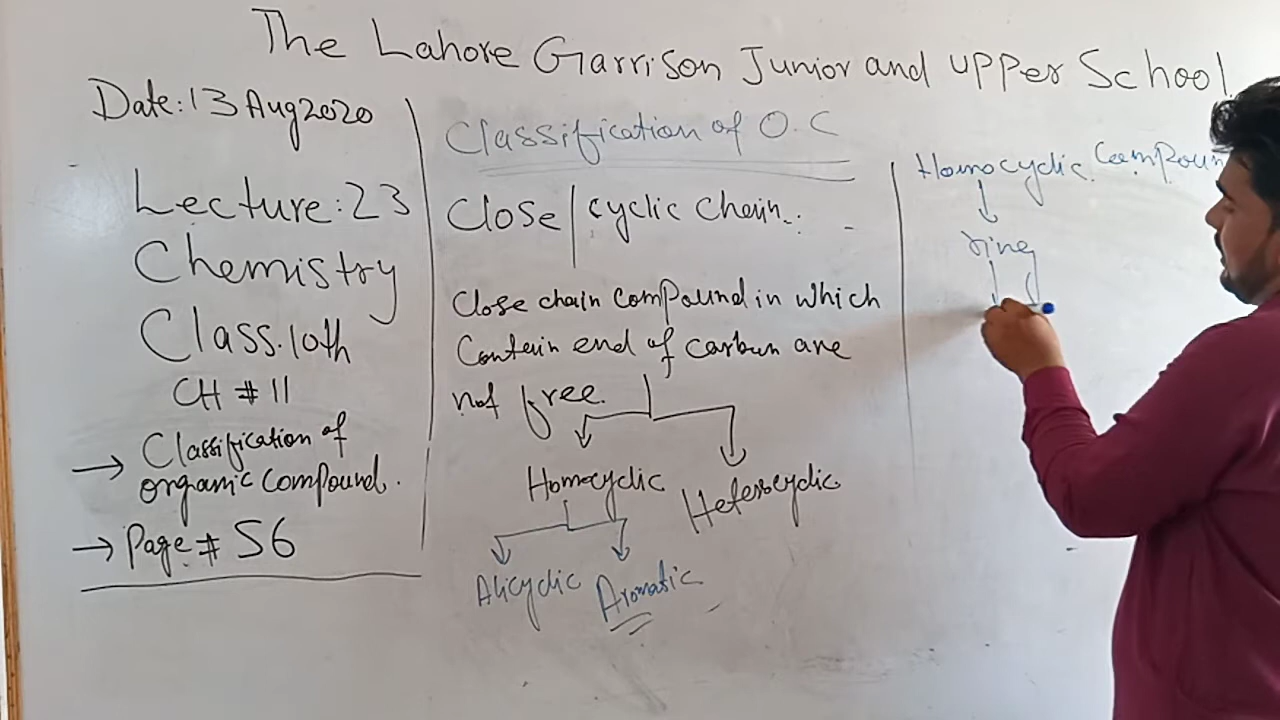 The Lahore Garrison Junior and upper School.
Date: 13 Aug 2020
Lecture: 23
Chemistry
Class. 10th
CH # 11
→ Classification of
organic compound.
→ Page # 56
Classification of O.C
Close / cyclic chain.
Close chain compound in which
Contain end of carbon are
not free.
Homocyclic Heterocyclic
Alicyclic Aromatic
Homocyclic Compoun
ring